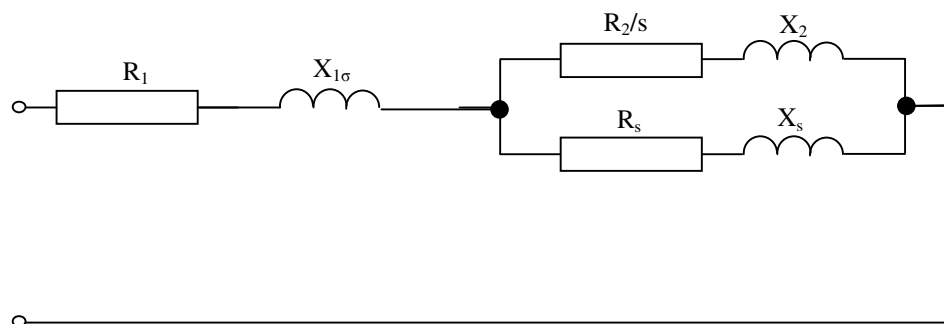 R₂/s
X₂
R₁
X₁σ
Rₛ
Xₛ